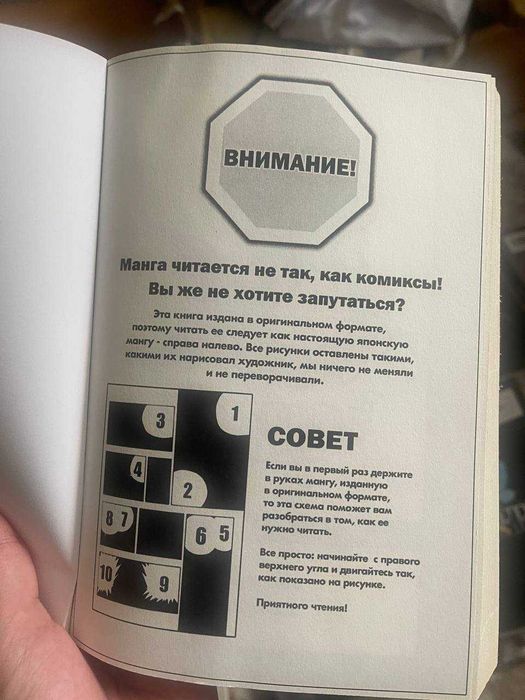 ВНИМАНИЕ!
Манга читается не так, как комиксы!
Вы же не хотите запутаться?
Эта книга издана в оригинальном формате,
поэтому читать ее следует как настоящую японскую
мангу - справа налево. Все рисунки оставлены такими,
какими их нарисовал художник, мы ничего не меняли
и не переворачивали.
1
3
4
2
8 7
6 5
10
9
СОВЕТ
Если вы в первый раз держите
в руках мангу, изданную
в оригинальном формате,
то эта схема поможет вам
разобраться в том, как ее
нужно читать.
Все просто: начинайте с правого
верхнего угла и двигайтесь так,
как показано на рисунке.
Приятного чтения!